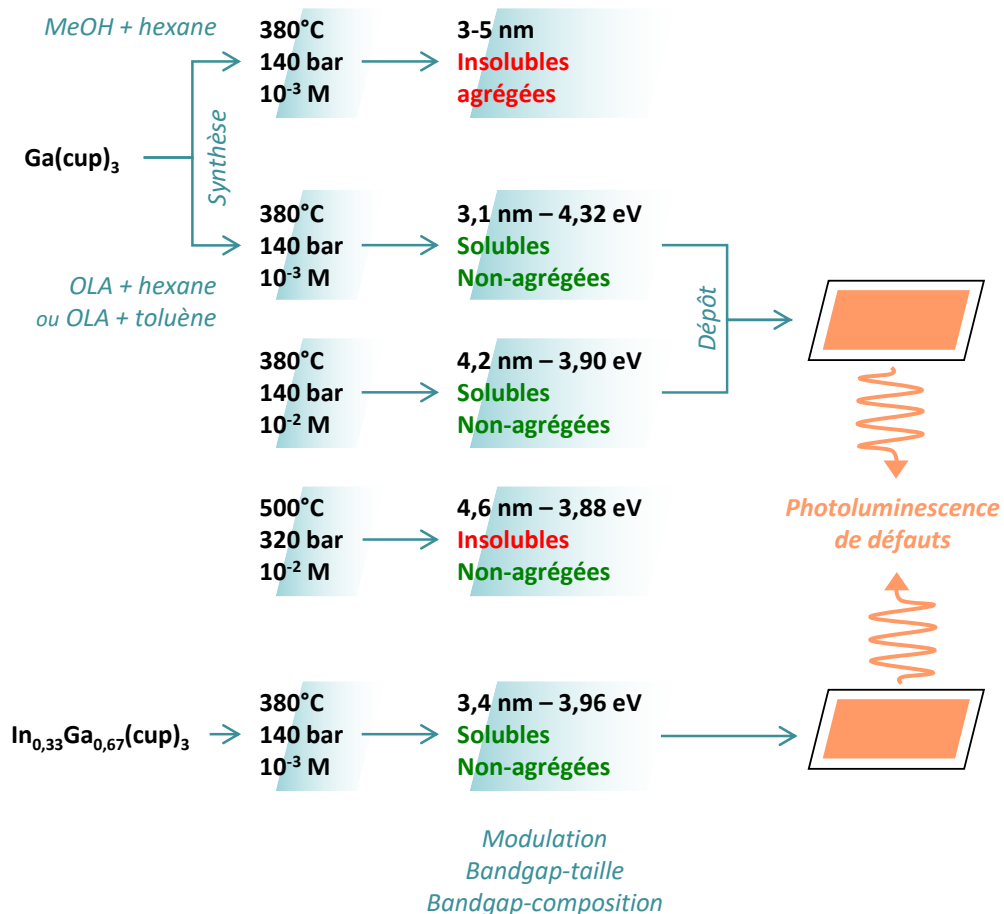 MeOH + hexane
380°C
140 bar
10⁻³ M
3-5 nm
Insolubles
agrégées
Ga(cup)₃
Synthèse
380°C
140 bar
10⁻³ M
3,1 nm – 4,32 eV
Solubles
Non-agrégées
OLA + hexane
ou OLA + toluène
Dépôt
380°C
140 bar
10⁻² M
4,2 nm – 3,90 eV
Solubles
Non-agrégées
500°C
320 bar
10⁻² M
4,6 nm – 3,88 eV
Insolubles
Non-agrégées
Photoluminescence
de défauts
In₀,₃₃Ga₀,₆₇(cup)₃
380°C
140 bar
10⁻³ M
3,4 nm – 3,96 eV
Solubles
Non-agrégées
Modulation
Bandgap-taille
Bandgap-composition